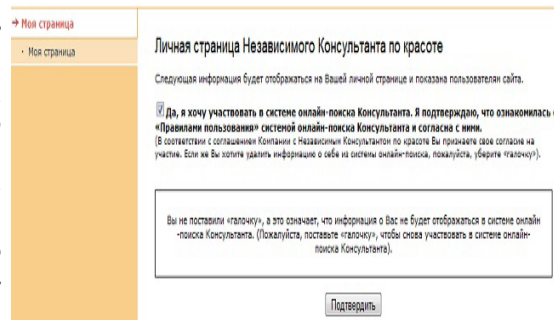 → Моя страница
· Моя страница
Личная страница Независимого Консультанта по красоте
Следующая информация будет отображаться на Вашей личной странице и показана пользователям сайта.
Да, я хочу участвовать в системе онлайн-поиска Консультанта. Я подтверждаю, что ознакомилась с
«Правилами пользования» системой онлайн-поиска Консультанта и согласна с ними.
(В соответствии с соглашением Компании с Независимым Консультантом по красоте Вы признаете свое согласие на
участие. Если же Вы хотите удалить информацию о себе из системы онлайн-поиска, пожалуйста, уберите «галочку»).
Вы не поставили «галочку», а это означает, что информация о Вас не будет отображаться в системе онлайн
-поиска Консультанта. (Пожалуйста, поставьте «галочку», чтобы снова участвовать в системе онлайн-
поиска Консультанта).
Подтвердить